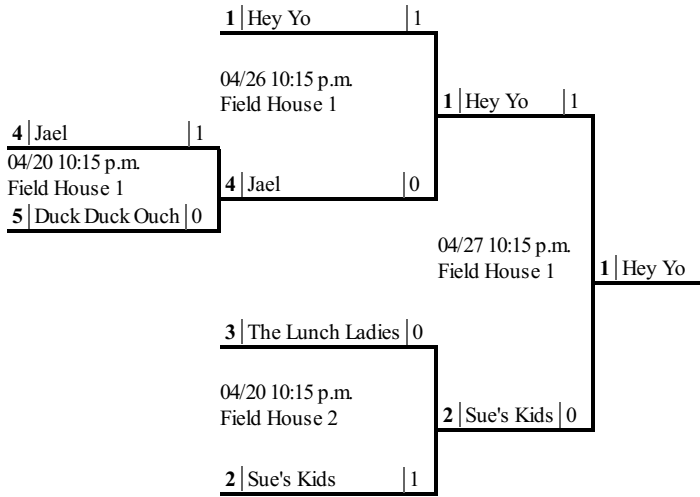 1 Hey Yo 1
04/26 10:15 p.m.
Field House 1
1 Hey Yo 1
4 Jael 1
04/20 10:15 p.m.
Field House 1
4 Jael 0
5 Duck Duck Ouch 0
04/27 10:15 p.m.
Field House 1
1 Hey Yo
3 The Lunch Ladies 0
04/20 10:15 p.m.
Field House 2
2 Sue's Kids 0
2 Sue's Kids 1